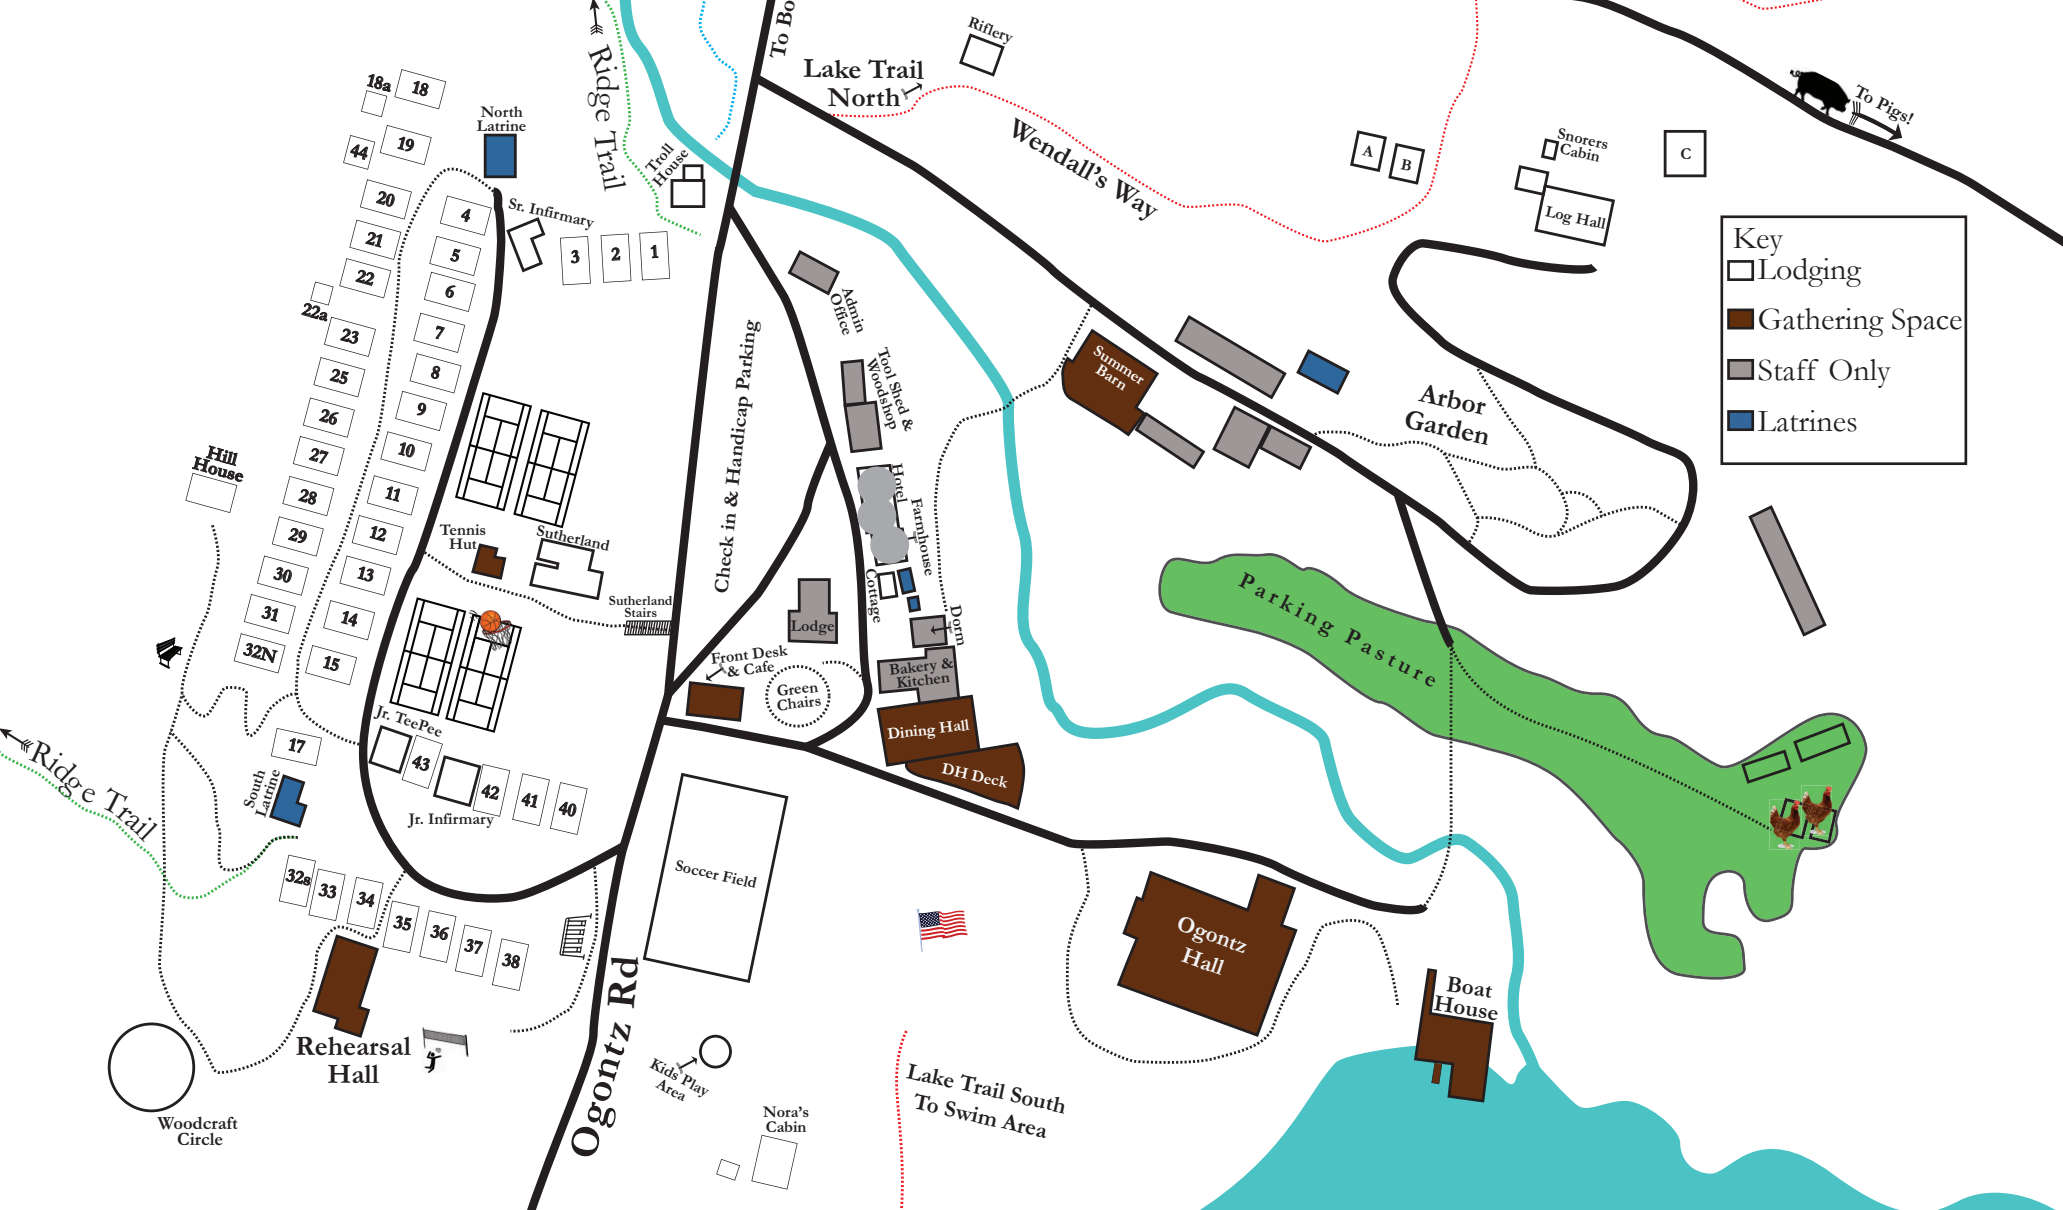 To Bo
Riflery
Lake Trail
North
Ridge Trail
Wendall's Way
To Pigs!
18a
18
North
Latrine
44
19
Troll
House
A
B
Snorers
Cabin
C
Log Hall
20
4
Sr. Infirmary
3
2
1
21
5
22
6
22a
23
7
25
8
26
9
27
10
28
11
29
12
30
13
31
14
32N
15
Hill
House
Key
Lodging
Gathering Space
Staff Only
Latrines
Admin
Office
Tool Shed &
Woodshop
Check in & Handicap Parking
Summer
Barn
Arbor
Garden
Hotel
Farmhouse
Cottage
Dorm
Tennis
Hut
Sutherland
Sutherland
Stairs
Lodge
Front Desk
& Cafe
Green
Chairs
Bakery &
Kitchen
Dining Hall
DH Deck
Parking Pasture
Jr. TeePee
17
43
42
41
40
Jr. Infirmary
South
Latrine
Ridge Trail
Soccer Field
32s
33
34
35
36
37
38
Ogontz
Hall
Boat
House
Rehearsal
Hall
Ogontz Rd
Kids Play
Area
Lake Trail South
To Swim Area
Nora's
Cabin
Woodcraft
Circle